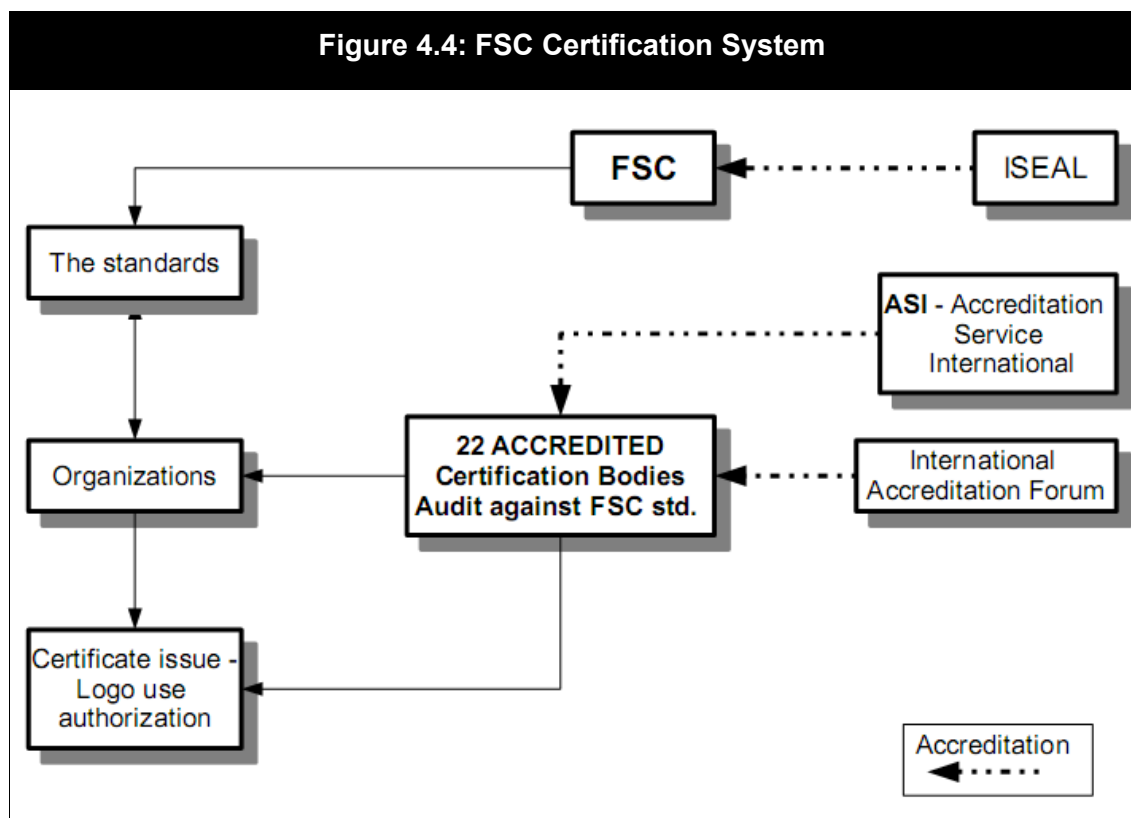 Figure 4.4: FSC Certification System
FSC
ISEAL
The standards
ASI - Accreditation
Service
International
Organizations
22 ACCREDITED
Certification Bodies
Audit against FSC std.
International
Accreditation Forum
Certificate issue -
Logo use
authorization
Accreditation